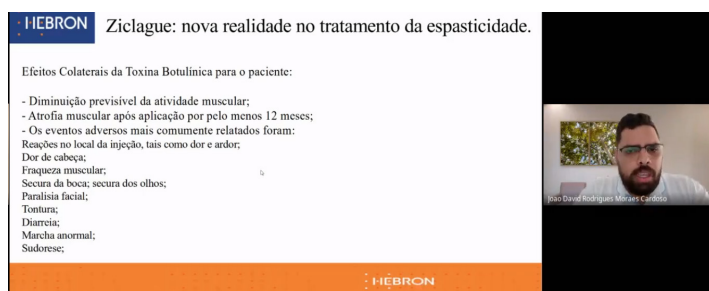 HEBRON
Ziclague: nova realidade no tratamento da espasticidade.
Efeitos Colaterais da Toxina Botulínica para o paciente:
- Diminuição previsível da atividade muscular;
- Atrofia muscular após aplicação por pelo menos 12 meses;
- Os eventos adversos mais comumente relatados foram:
Reações no local da injeção, tais como dor e ardor;
Dor de cabeça;
Fraqueza muscular;
Secura da boca; secura dos olhos;
Paralisia facial;
Tontura;
Diarreia;
Marcha anormal;
Sudorese;
HEBRON
Joao David Rodrigues Moraes Cardoso